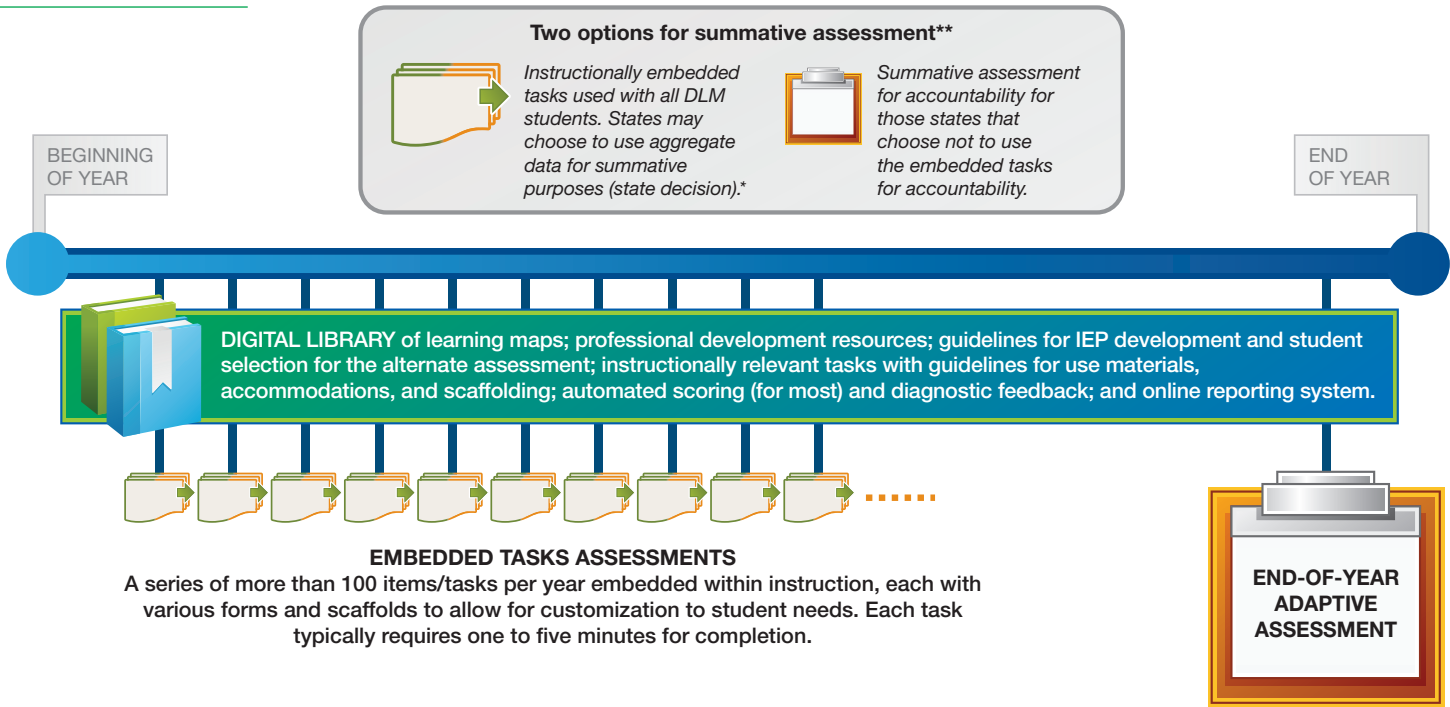 Two options for summative assessment**
Instructionally embedded
tasks used with all DLM
students. States may
choose to use aggregate
data for summative
purposes (state decision).*
Summative assessment
for accountability for
those states that
choose not to use
the embedded tasks
for accountability.
BEGINNING
OF YEAR
END
OF YEAR
DIGITAL LIBRARY of learning maps; professional development resources; guidelines for IEP development and student
selection for the alternate assessment; instructionally relevant tasks with guidelines for use materials,
accommodations, and scaffolding; automated scoring (for most) and diagnostic feedback; and online reporting system.
EMBEDDED TASKS ASSESSMENTS
A series of more than 100 items/tasks per year embedded within instruction, each with
various forms and scaffolds to allow for customization to student needs. Each task
typically requires one to five minutes for completion.
END-OF-YEAR
ADAPTIVE
ASSESSMENT